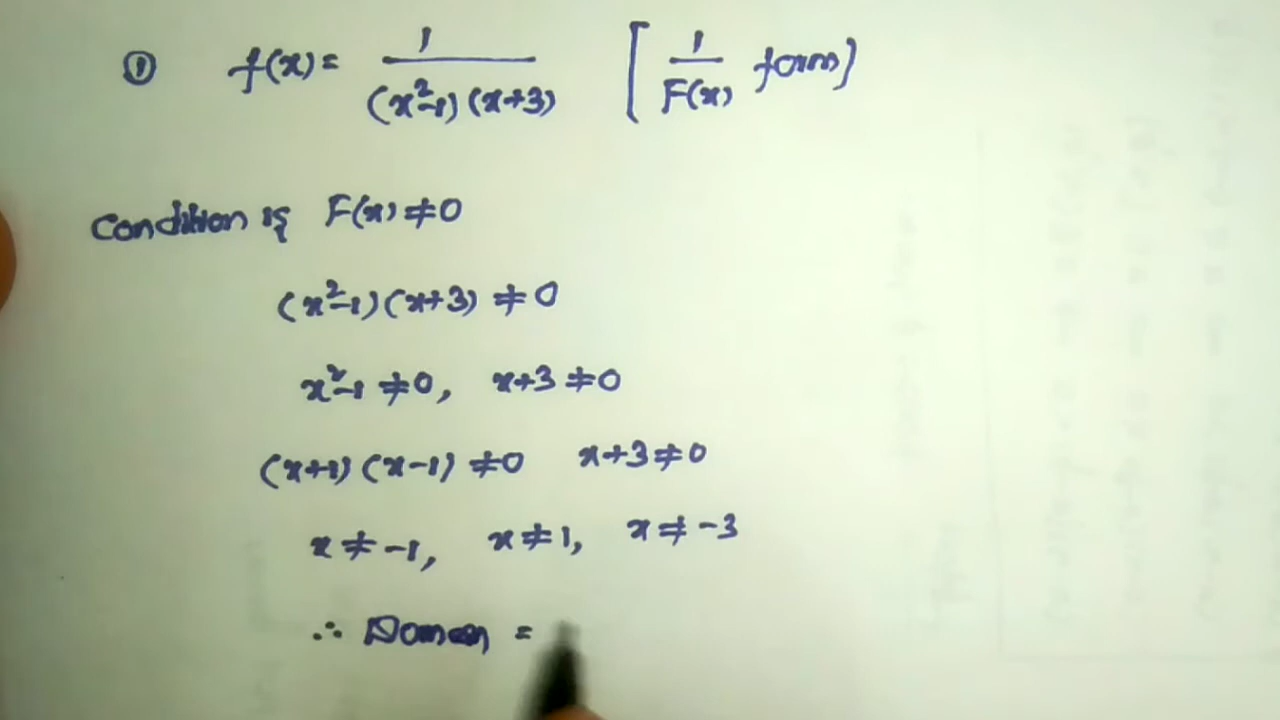 ① f(x) = 1/((x²-1)(x+3)) [1/F(x) form]
Condition is F(x) ≠ 0
(x²-1)(x+3) ≠ 0
x²-1 ≠ 0, x+3 ≠ 0
(x+1)(x-1) ≠ 0 x+3 ≠ 0
x ≠ -1, x ≠ 1, x ≠ -3
∴ Domain =